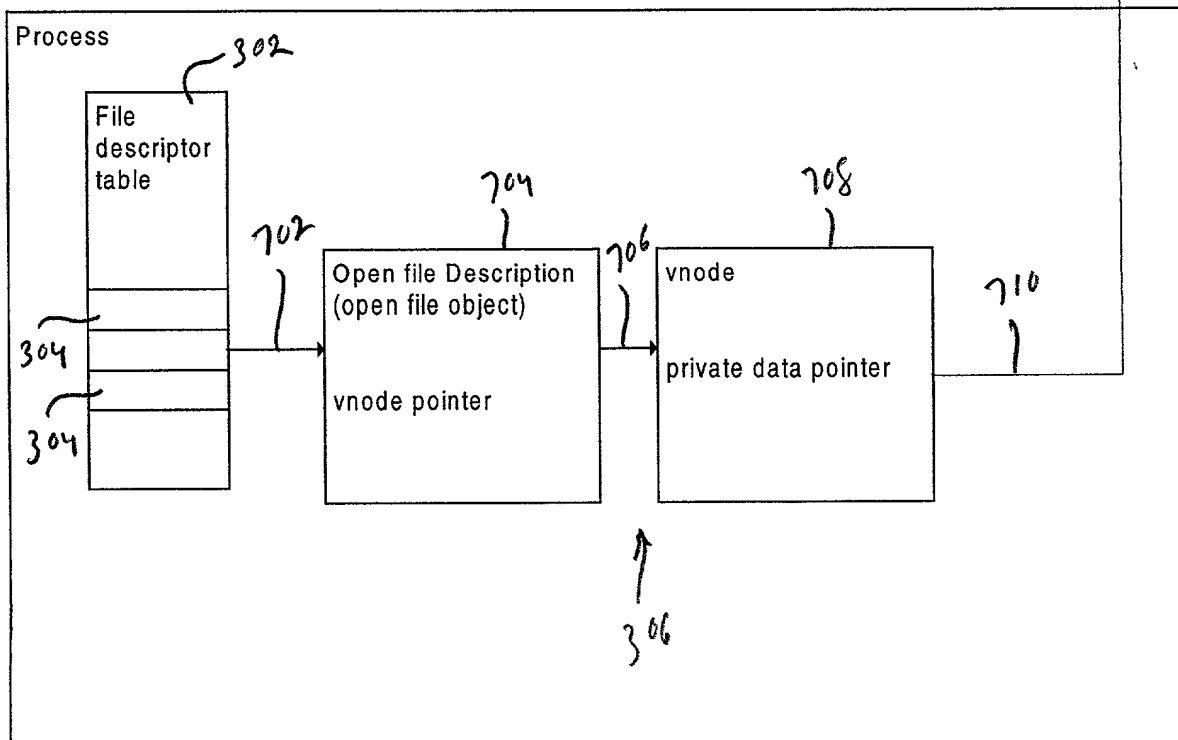 Process
302
File
descriptor
table
304
304
702
704
Open file Description
(open file object)
vnode pointer
706
708
vnode
private data pointer
710
306